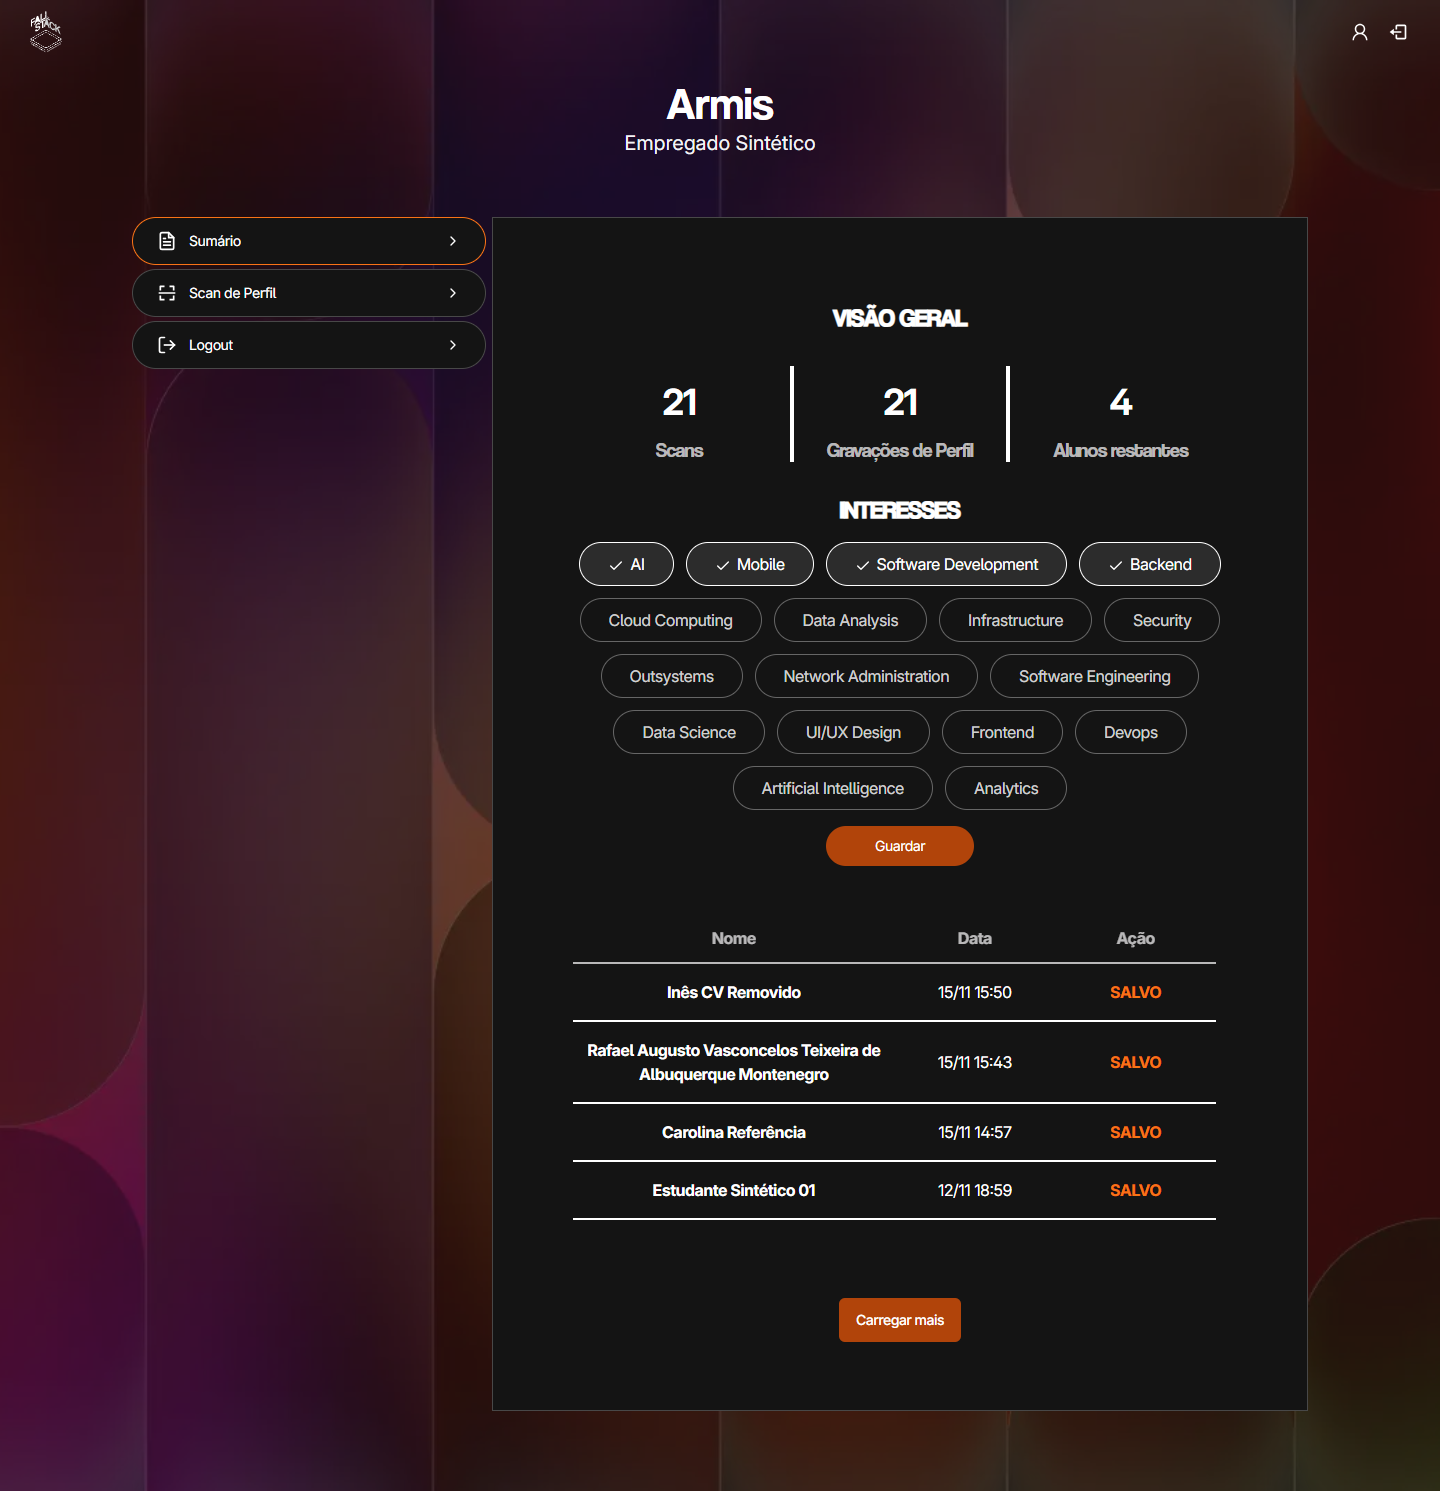 FALL
STACK
Armis
Empregado Sintético
Sumário
Scan de Perfil
Logout
VISÃO GERAL
21
Scans
21
Gravações de Perfil
4
Alunos restantes
INTERESSES
AI
Mobile
Software Development
Backend
Cloud Computing
Data Analysis
Infrastructure
Security
Outsystems
Network Administration
Software Engineering
Data Science
UI/UX Design
Frontend
Devops
Artificial Intelligence
Analytics
Guardar
Nome Data Ação
Inês CV Removido 15/11 15:50 SALVO
Rafael Augusto Vasconcelos Teixeira de
Albuquerque Montenegro 15/11 15:43 SALVO
Carolina Referência 15/11 14:57 SALVO
Estudante Sintético 01 12/11 18:59 SALVO
Carregar mais